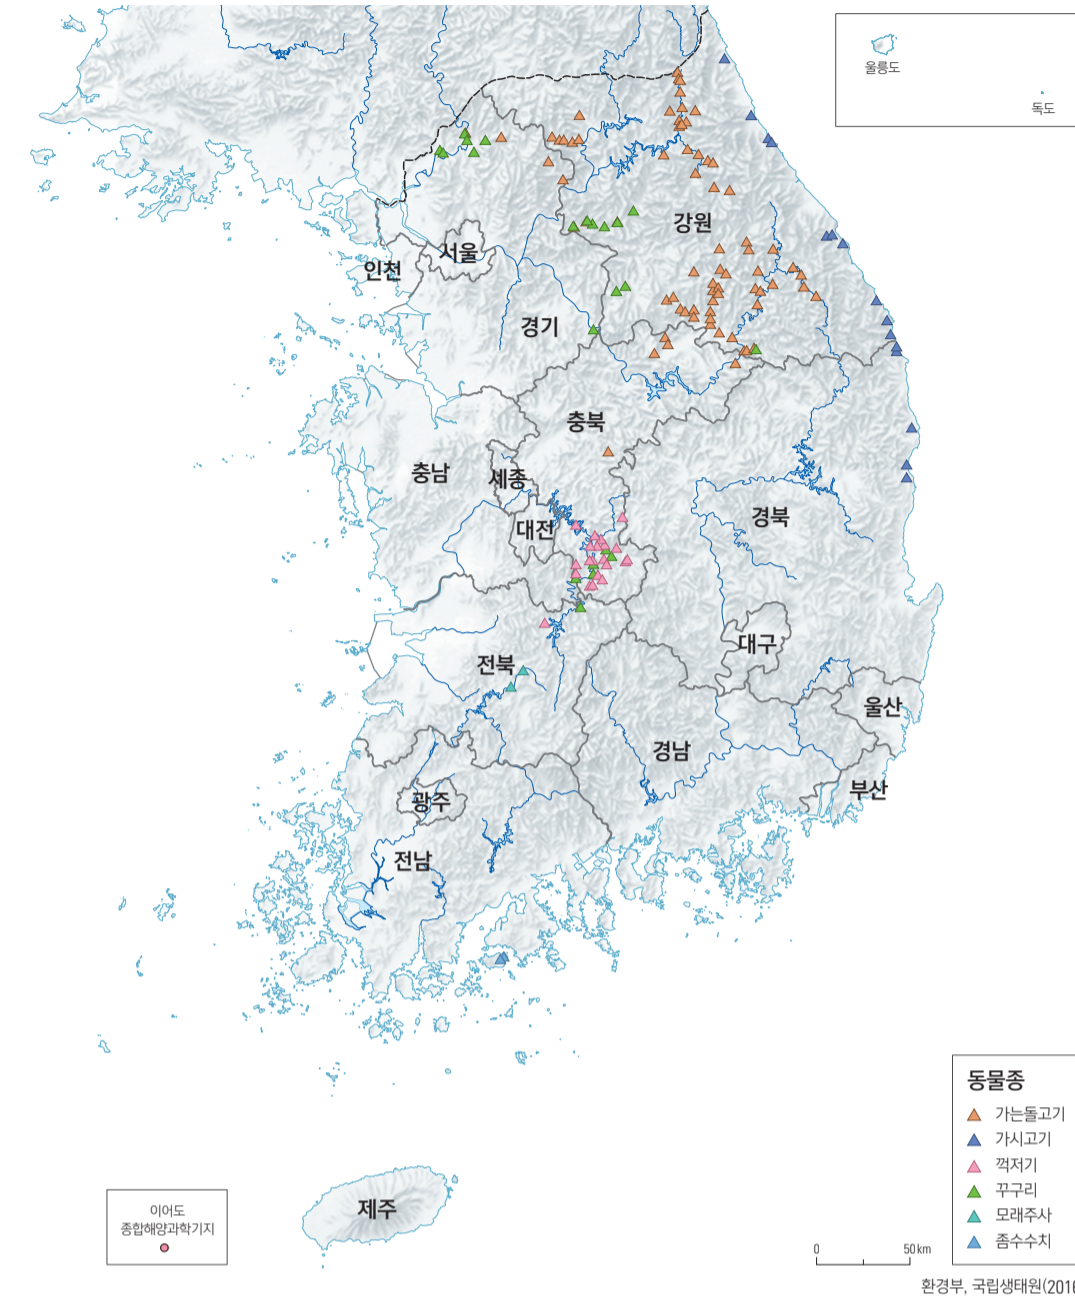 울릉도
독도
강원
서울
인천
경기
충북
충남
세종
대전
경북
대구
전북
울산
경남
부산
광주
전남
제주
이어도
종합해양과학기지
동물종
가는돌고기
가시고기
꺽저기
꾸구리
모래주사
좀수수치
0 50km
환경부, 국립생태원(2016